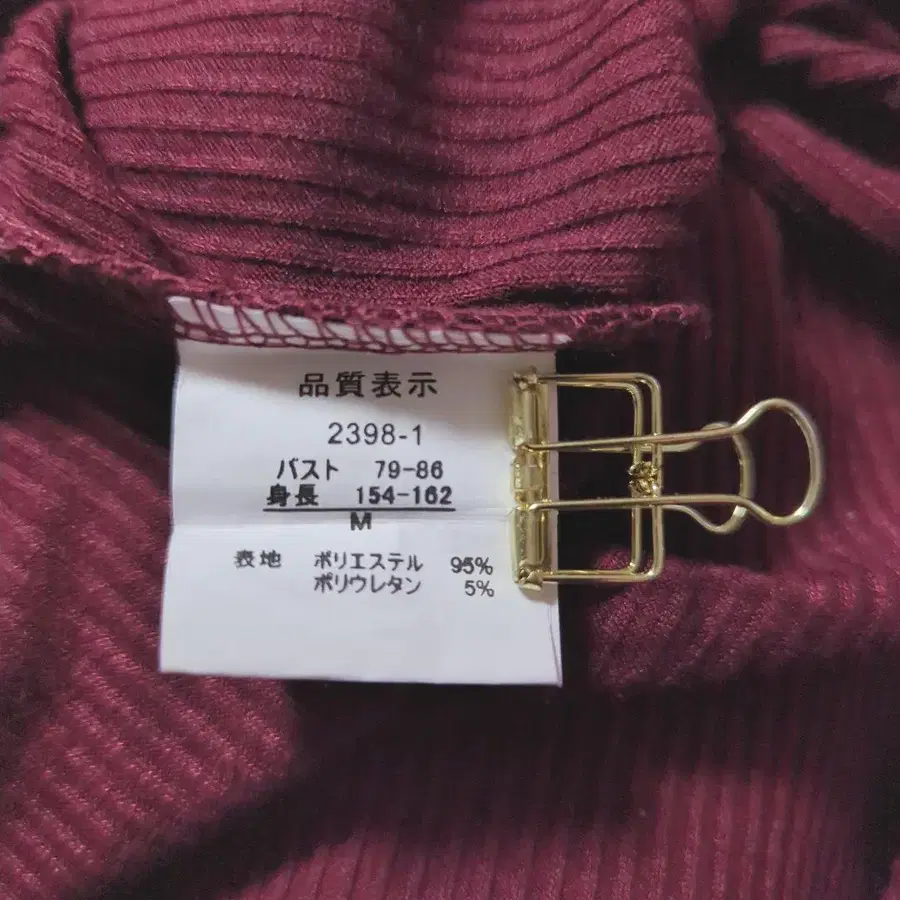 品質表示
2398-1
バスト 79-86
身長 154-162
M
表地 ポリエステル 95%
ポリウレタン 5%